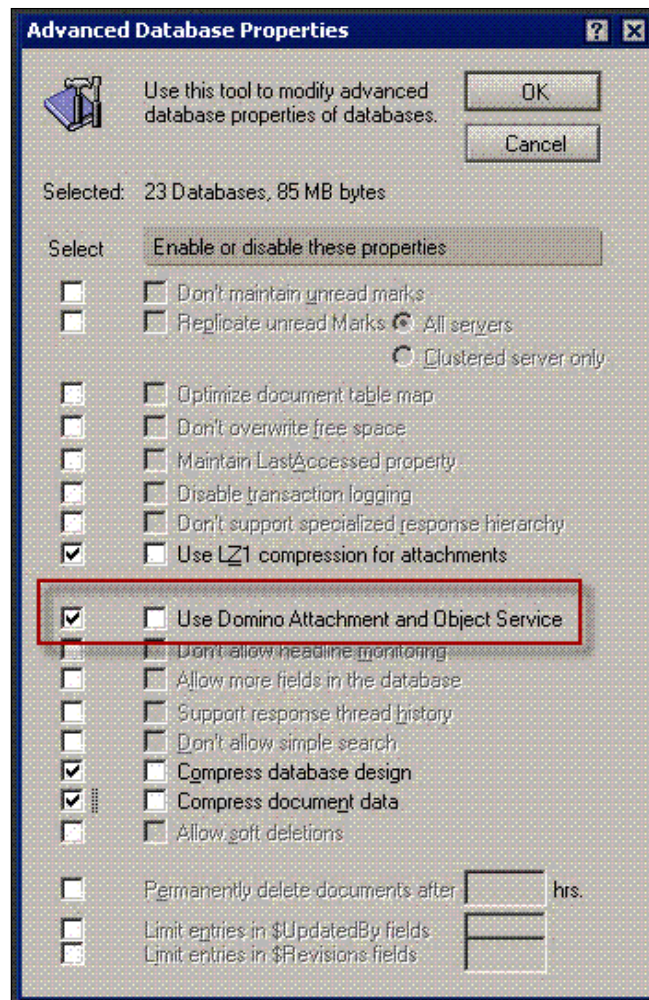 Advanced Database Properties
Use this tool to modify advanced
database properties of databases.
OK
Cancel
Selected: 23 Databases, 85 MB bytes
Select Enable or disable these properties
Don't maintain unread marks
Replicate unread Marks All servers
Clustered server only
Optimize document table map
Don't overwrite free space
Maintain LastAccessed property
Disable transaction logging
Don't support specialized response hierarchy
Use LZ1 compression for attachments
Use Domino Attachment and Object Service
Don't allow headline monitoring
Allow more fields in the database
Support response thread history
Don't allow simple search
Compress database design
Compress document data
Allow soft deletions
Permanently delete documents after hrs.
Limit entries in $UpdatedBy fields
Limit entries in $Revisions fields